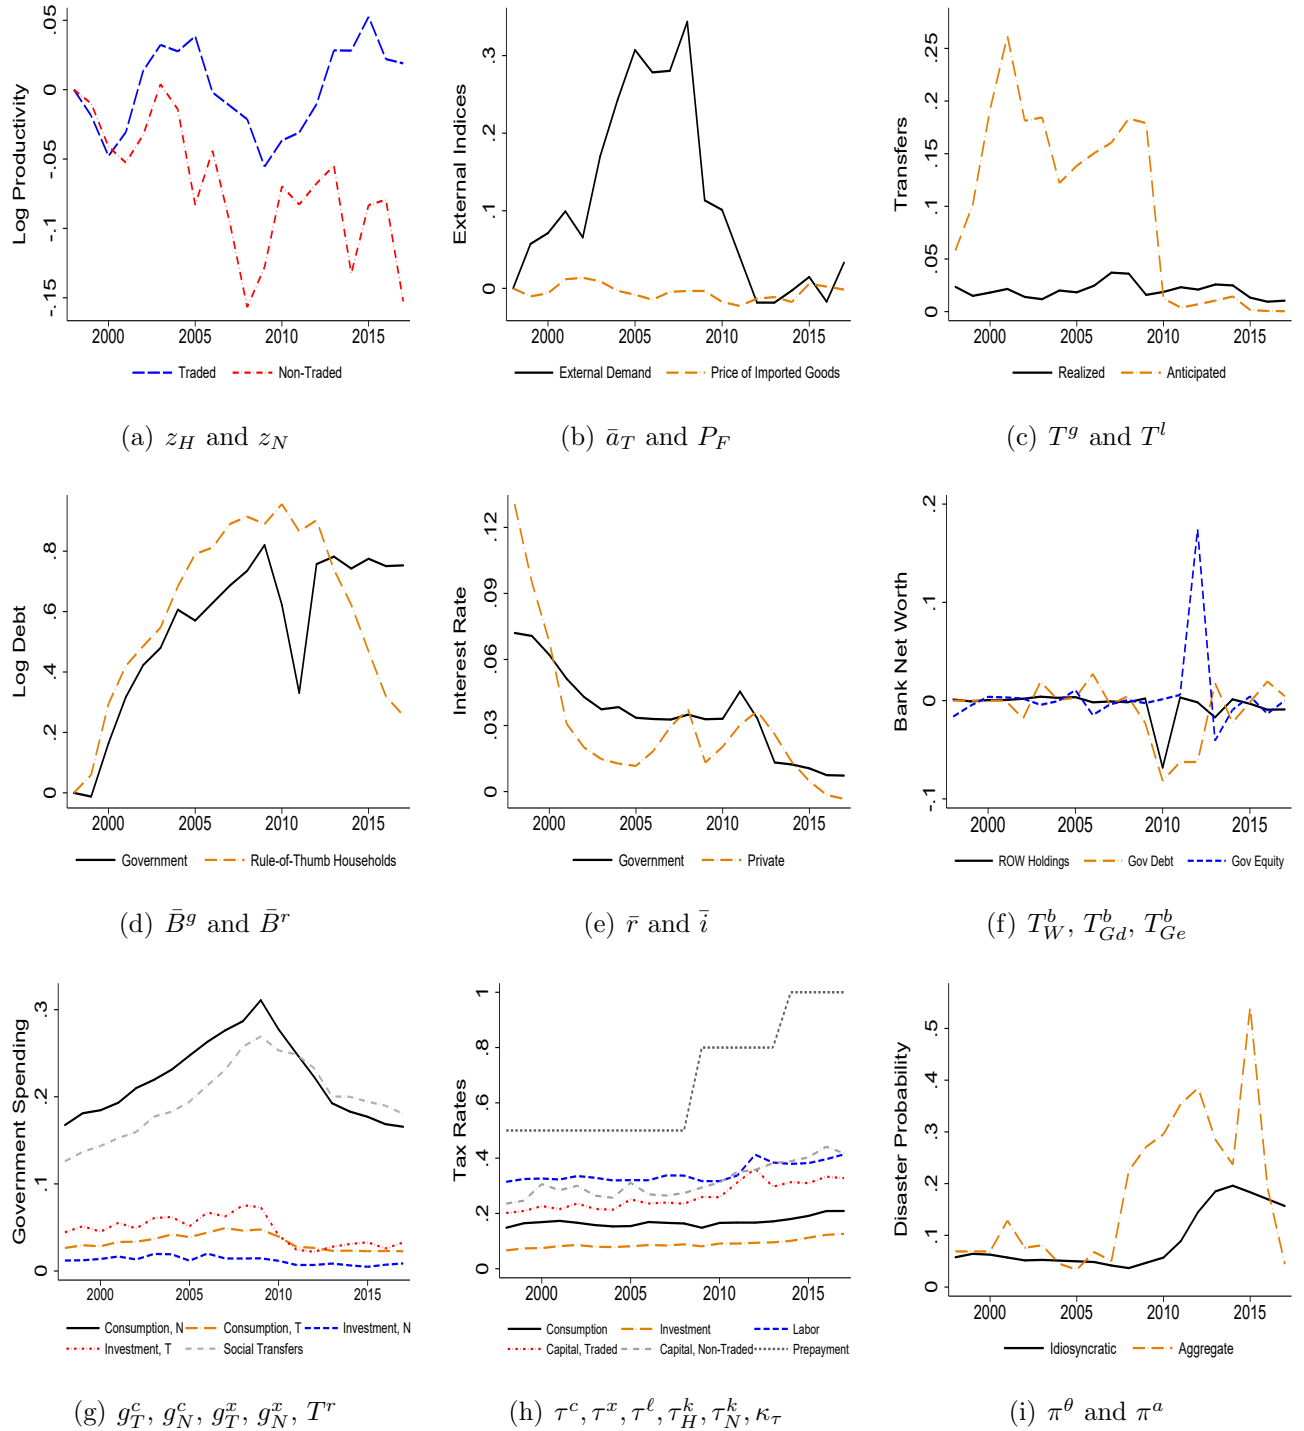 Log Productivity
.05
0
-.05
-.1
-.15
2000 2005 2010 2015
Traded Non-Traded
(a) z_H and z_N
External Indices
.3
.2
.1
0
2000 2005 2010 2015
External Demand Price of Imported Goods
(b) ā_T and P_F
Transfers
.25
.2
.15
.1
.05
0
2000 2005 2010 2015
Realized Anticipated
(c) T^g and T^l
Log Debt
.8
.6
.4
.2
0
2000 2005 2010 2015
Government Rule-of-Thumb Households
(d) B̄^g and B̄^r
Interest Rate
.12
.09
.06
.03
0
2000 2005 2010 2015
Government Private
(e) r̄ and ī
Bank Net Worth
.2
.1
0
-.1
2000 2005 2010 2015
ROW Holdings Gov Debt Gov Equity
(f) T^b_W, T^b_{Gd}, T^b_{Ge}
Government Spending
.3
.2
.1
0
2000 2005 2010 2015
Consumption, N Consumption, T Investment, N
Investment, T Social Transfers
(g) g^c_T, g^c_N, g^x_T, g^x_N, T^r
Tax Rates
1
.8
.6
.4
.2
0
2000 2005 2010 2015
Consumption Investment Labor
Capital, Traded Capital, Non-Traded Prepayment
(h) τ^c, τ^x, τ^ℓ, τ^k_H, τ^k_N, κ_τ
Disaster Probability
.5
.4
.3
.2
.1
0
2000 2005 2010 2015
Idiosyncratic Aggregate
(i) π^θ and π^a